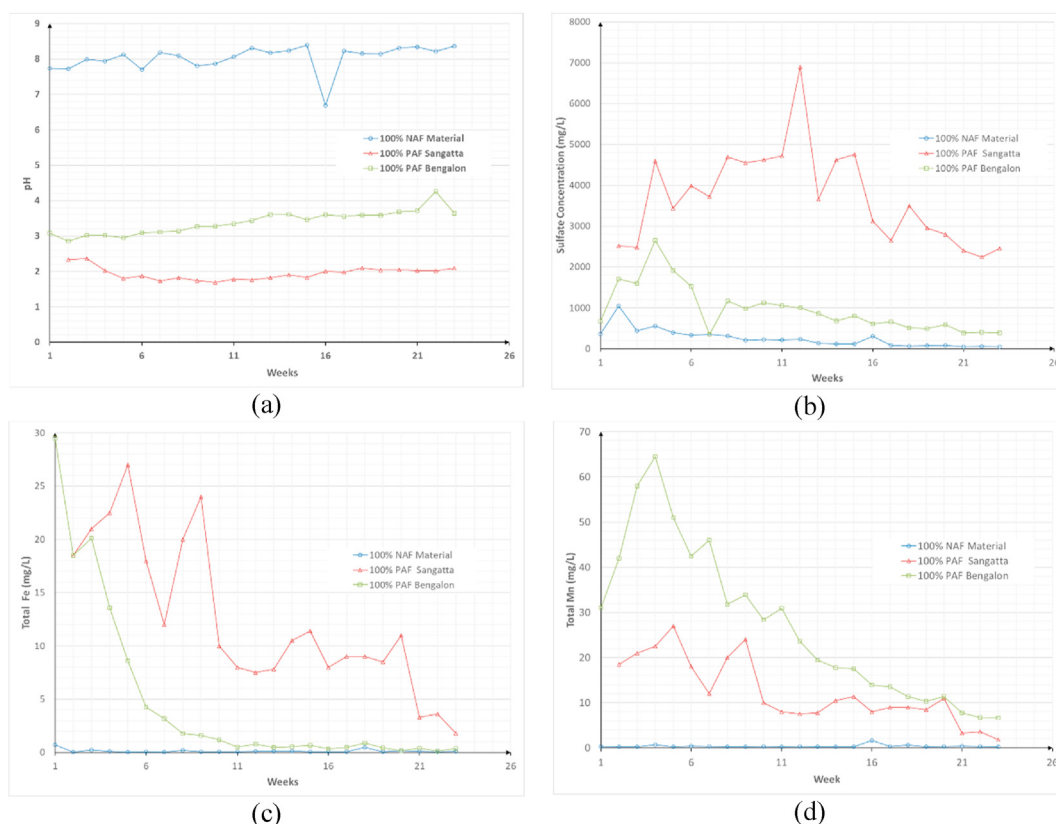 9
8
7
6
5
4
3
2
1
0
pH
100% NAF Material
100% PAF Sangatta
100% PAF Bengalon
1 6 11 16 21 26
Weeks
(a)
8000
7000
6000
5000
4000
3000
2000
1000
0
Sulfate Concentration (mg/L)
100% NAF Material
100% PAF Sangatta
100% PAF Bengalon
1 6 11 16 21 26
Weeks
(b)
30
25
20
15
10
5
0
Total Fe (mg/L)
100% NAF Material
100% PAF Sangatta
100% PAF Bengalon
1 6 11 16 21 26
Weeks
(c)
70
60
50
40
30
20
10
0
Total Mn (mg/L)
100% NAF Material
100% PAF Sangatta
100% PAF Bengalon
1 6 11 16 21 26
Week
(d)